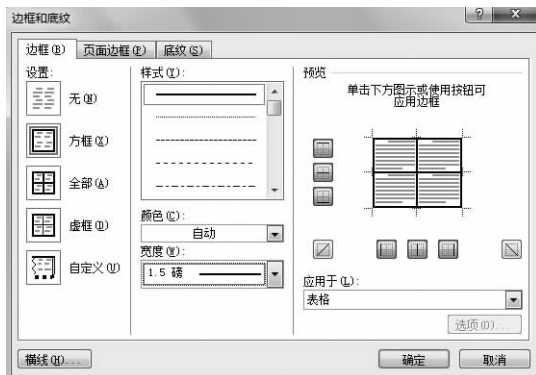 边框和底纹
边框(B)
页面边框(P)
底纹(S)
设置:
无(N)
方框(X)
全部(A)
虚框(D)
自定义(U)
样式(Y):
颜色(C):
自动
宽度(W):
1.5 磅
预览
单击下方图示或使用按钮可
应用边框
应用于(L):
表格
选项(O)...
横线(H)...
确定
取消